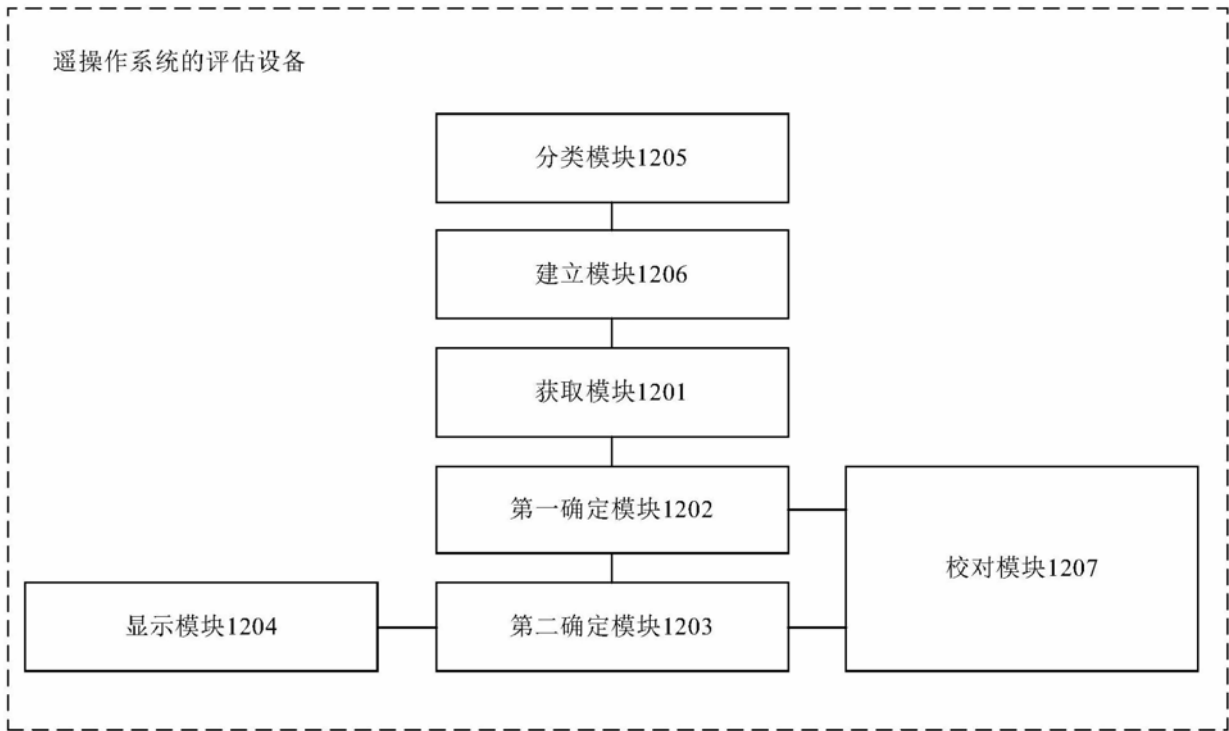 遥操作系统的评估设备
分类模块1205
建立模块1206
获取模块1201
第一确定模块1202
校对模块1207
显示模块1204
第二确定模块1203